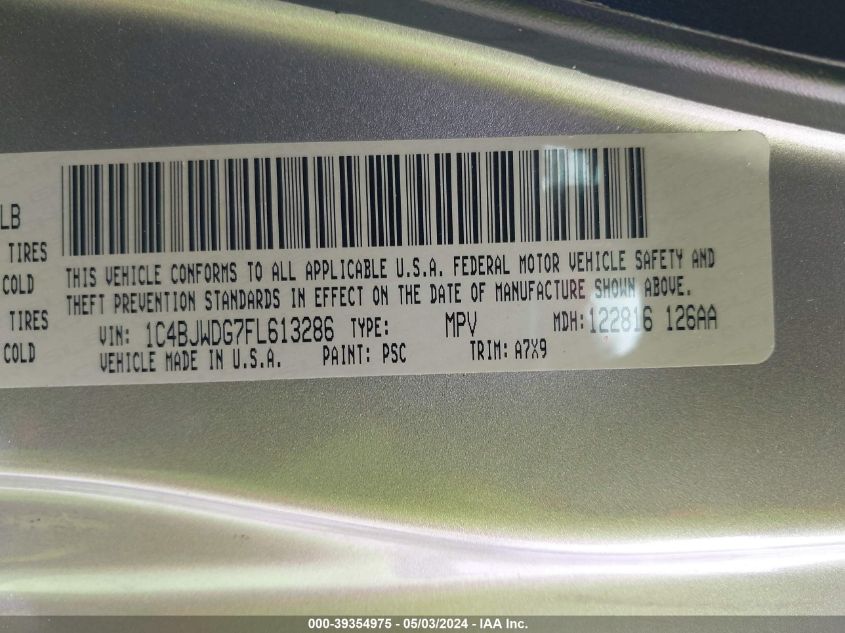 LB
TIRES
COLD
TIRES
COLD
THIS VEHICLE CONFORMS TO ALL APPLICABLE U.S.A. FEDERAL MOTOR VEHICLE SAFETY AND
THEFT PREVENTION STANDARDS IN EFFECT ON THE DATE OF MANUFACTURE SHOWN ABOVE.
VIN: 1C4BJWDG7FL613286 TYPE: MPV MDH: 122816 126AA
VEHICLE MADE IN U.S.A. PAINT: PSC TRIM: A7X9
000-39354975 - 05/03/2024 - IAA Inc.